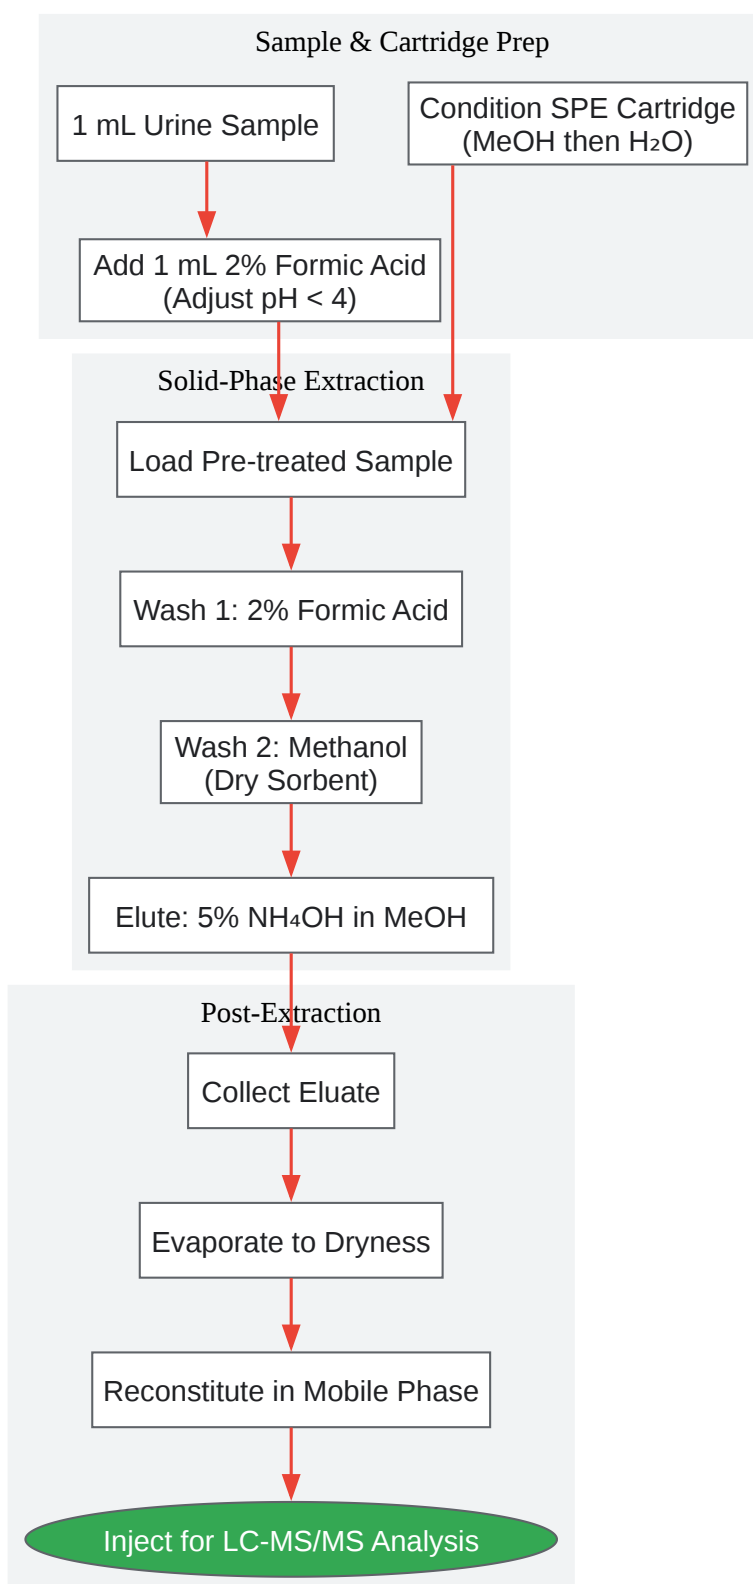 Sample & Cartridge Prep
1 mL Urine Sample
Condition SPE Cartridge
(MeOH then H₂O)
Add 1 mL 2% Formic Acid
(Adjust pH < 4)
Solid-Phase Extraction
Load Pre-treated Sample
Wash 1: 2% Formic Acid
Wash 2: Methanol
(Dry Sorbent)
Elute: 5% NH₄OH in MeOH
Post-Extraction
Collect Eluate
Evaporate to Dryness
Reconstitute in Mobile Phase
Inject for LC-MS/MS Analysis